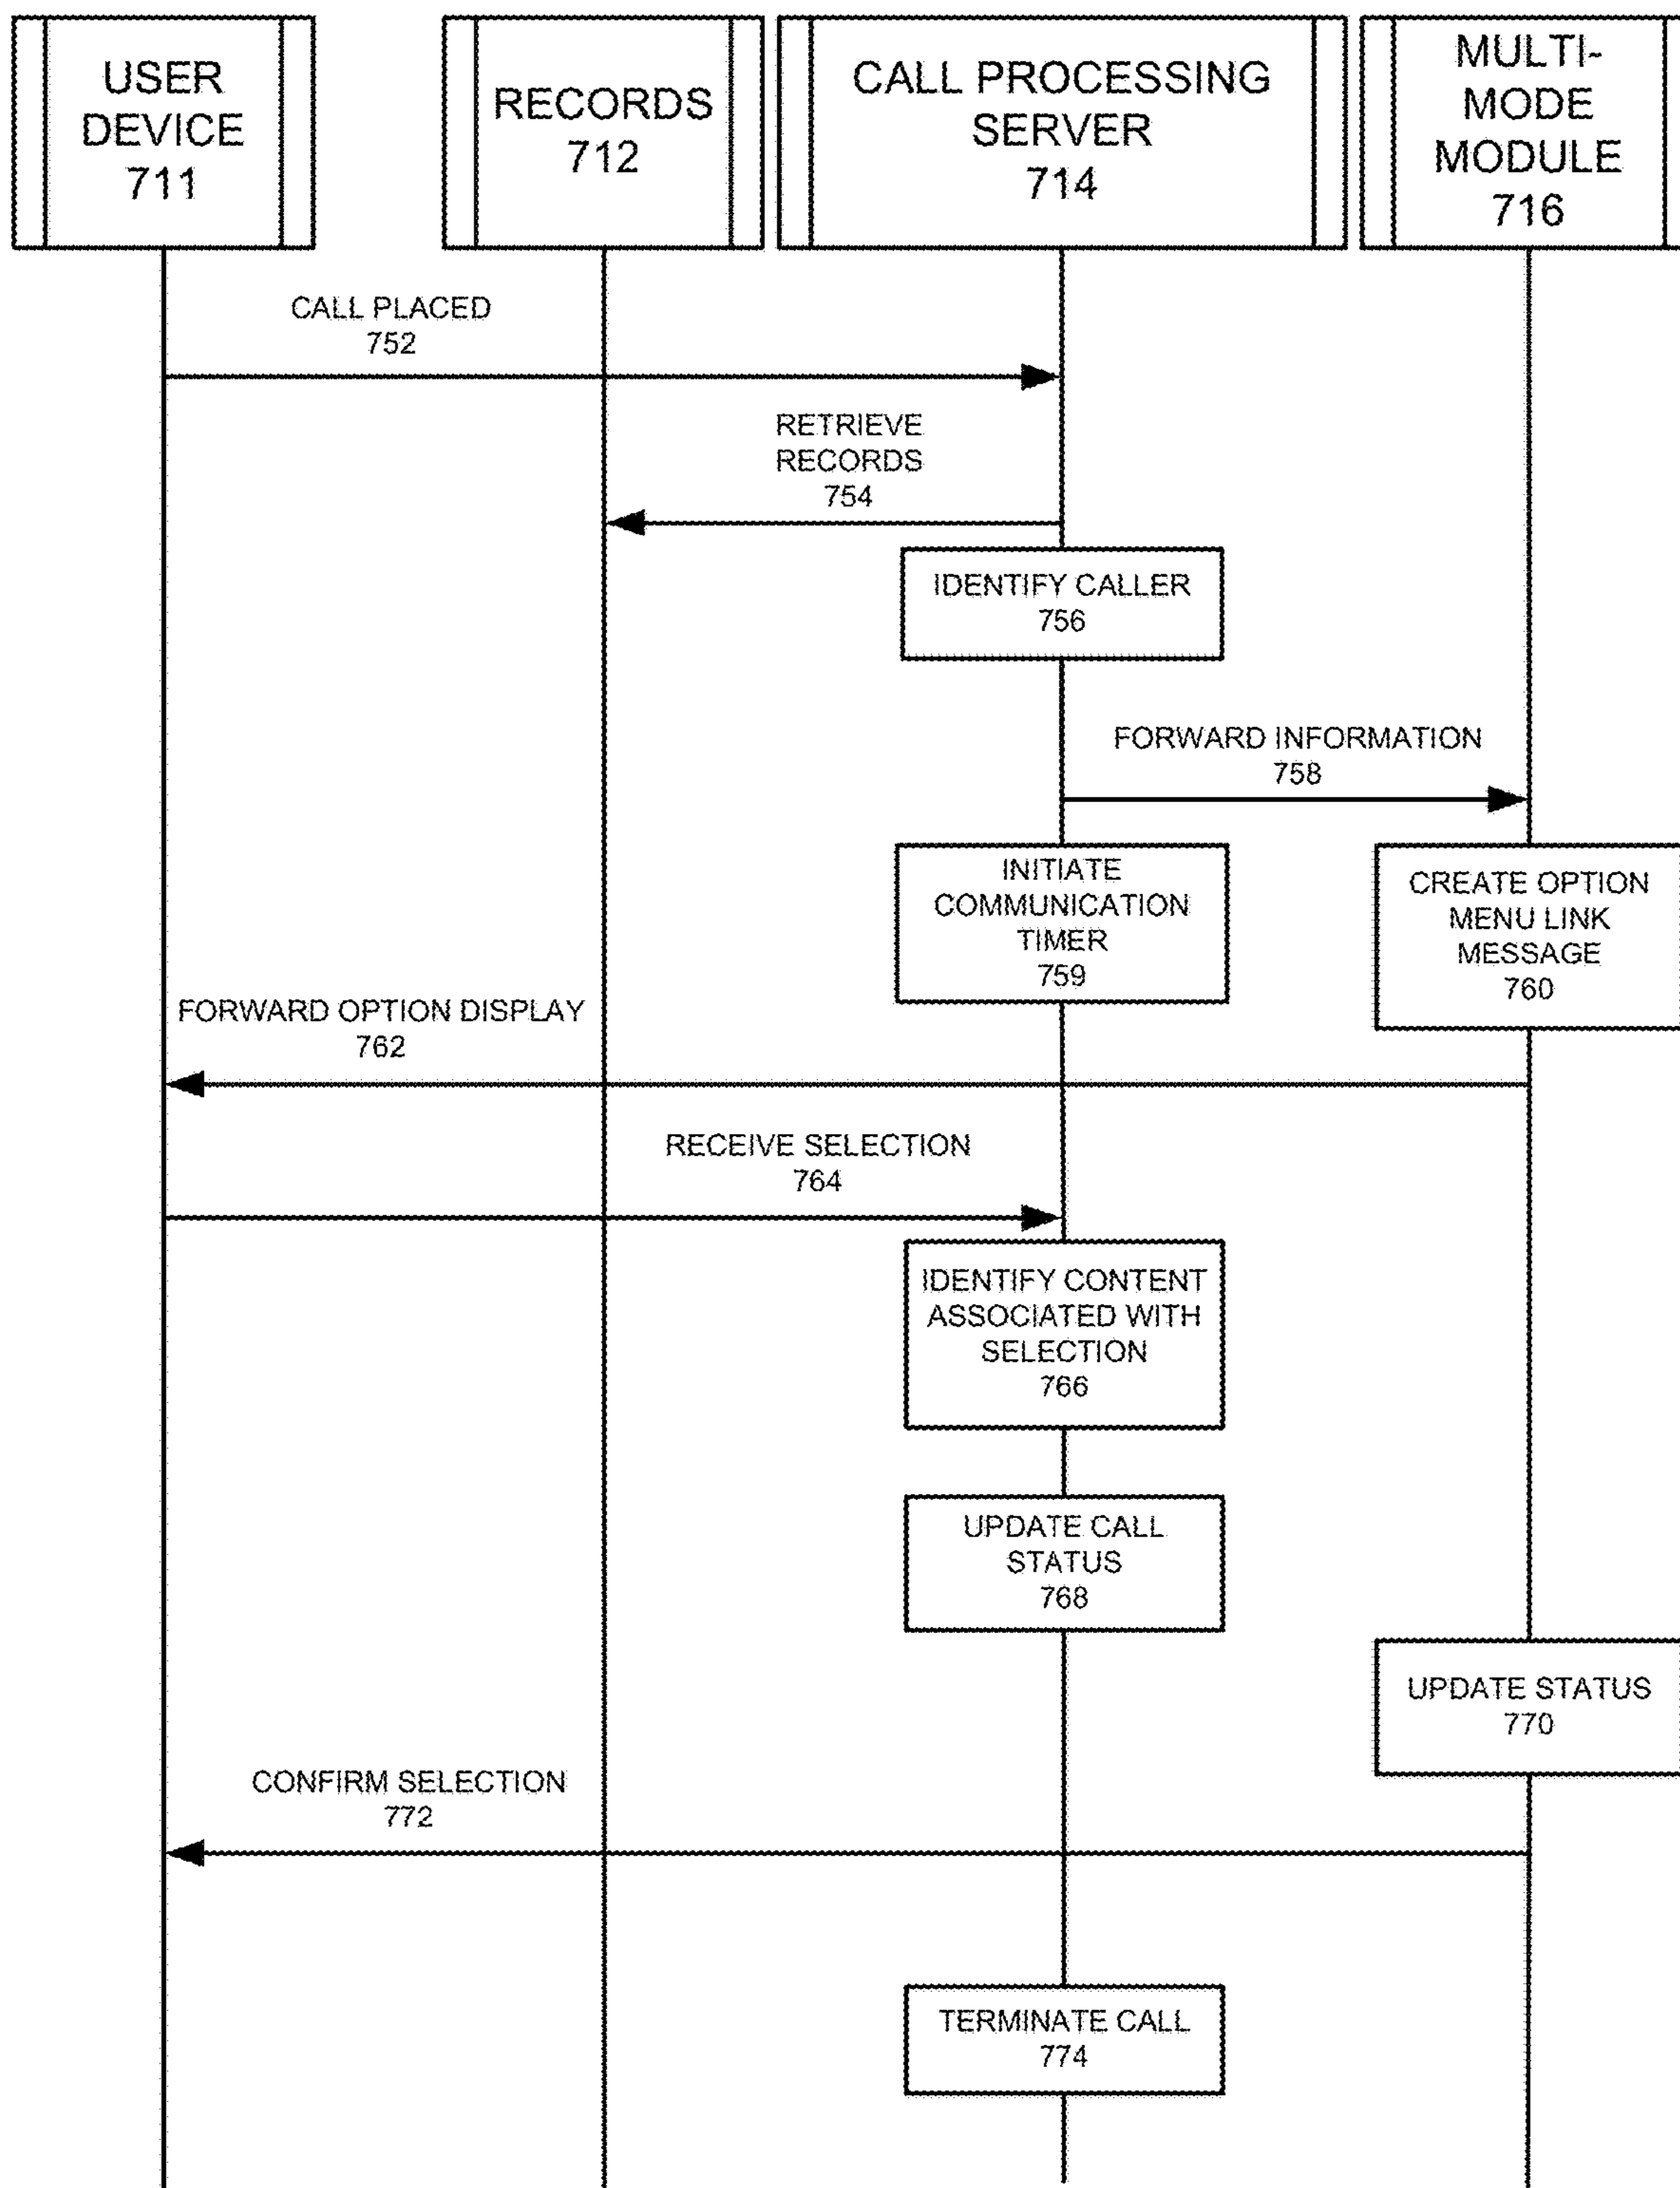 USER
DEVICE
711
RECORDS
712
CALL PROCESSING
SERVER
714
MULTI-
MODE
MODULE
716
CALL PLACED
752
RETRIEVE
RECORDS
754
IDENTIFY CALLER
756
FORWARD INFORMATION
758
INITIATE
COMMUNICATION
TIMER
759
CREATE OPTION
MENU LINK
MESSAGE
760
FORWARD OPTION DISPLAY
762
RECEIVE SELECTION
764
IDENTIFY CONTENT
ASSOCIATED WITH
SELECTION
766
UPDATE CALL
STATUS
768
UPDATE STATUS
770
CONFIRM SELECTION
772
TERMINATE CALL
774